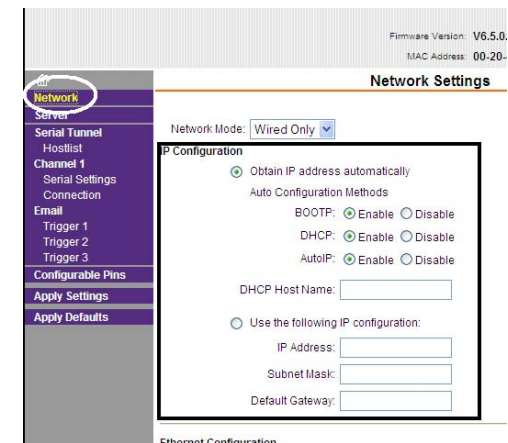 Firmware Version: V6.5.0.
MAC Address: 00-20-
Network Settings
Network
Server
Serial Tunnel
Hostlist
Channel 1
Serial Settings
Connection
Email
Trigger 1
Trigger 2
Trigger 3
Configurable Pins
Apply Settings
Apply Defaults
Network Mode: Wired Only
IP Configuration
Obtain IP address automatically
Auto Configuration Methods
BOOTP: Enable Disable
DHCP: Enable Disable
AutoIP: Enable Disable
DHCP Host Name:
Use the following IP configuration:
IP Address:
Subnet Mask:
Default Gateway:
Ethernet Configuration